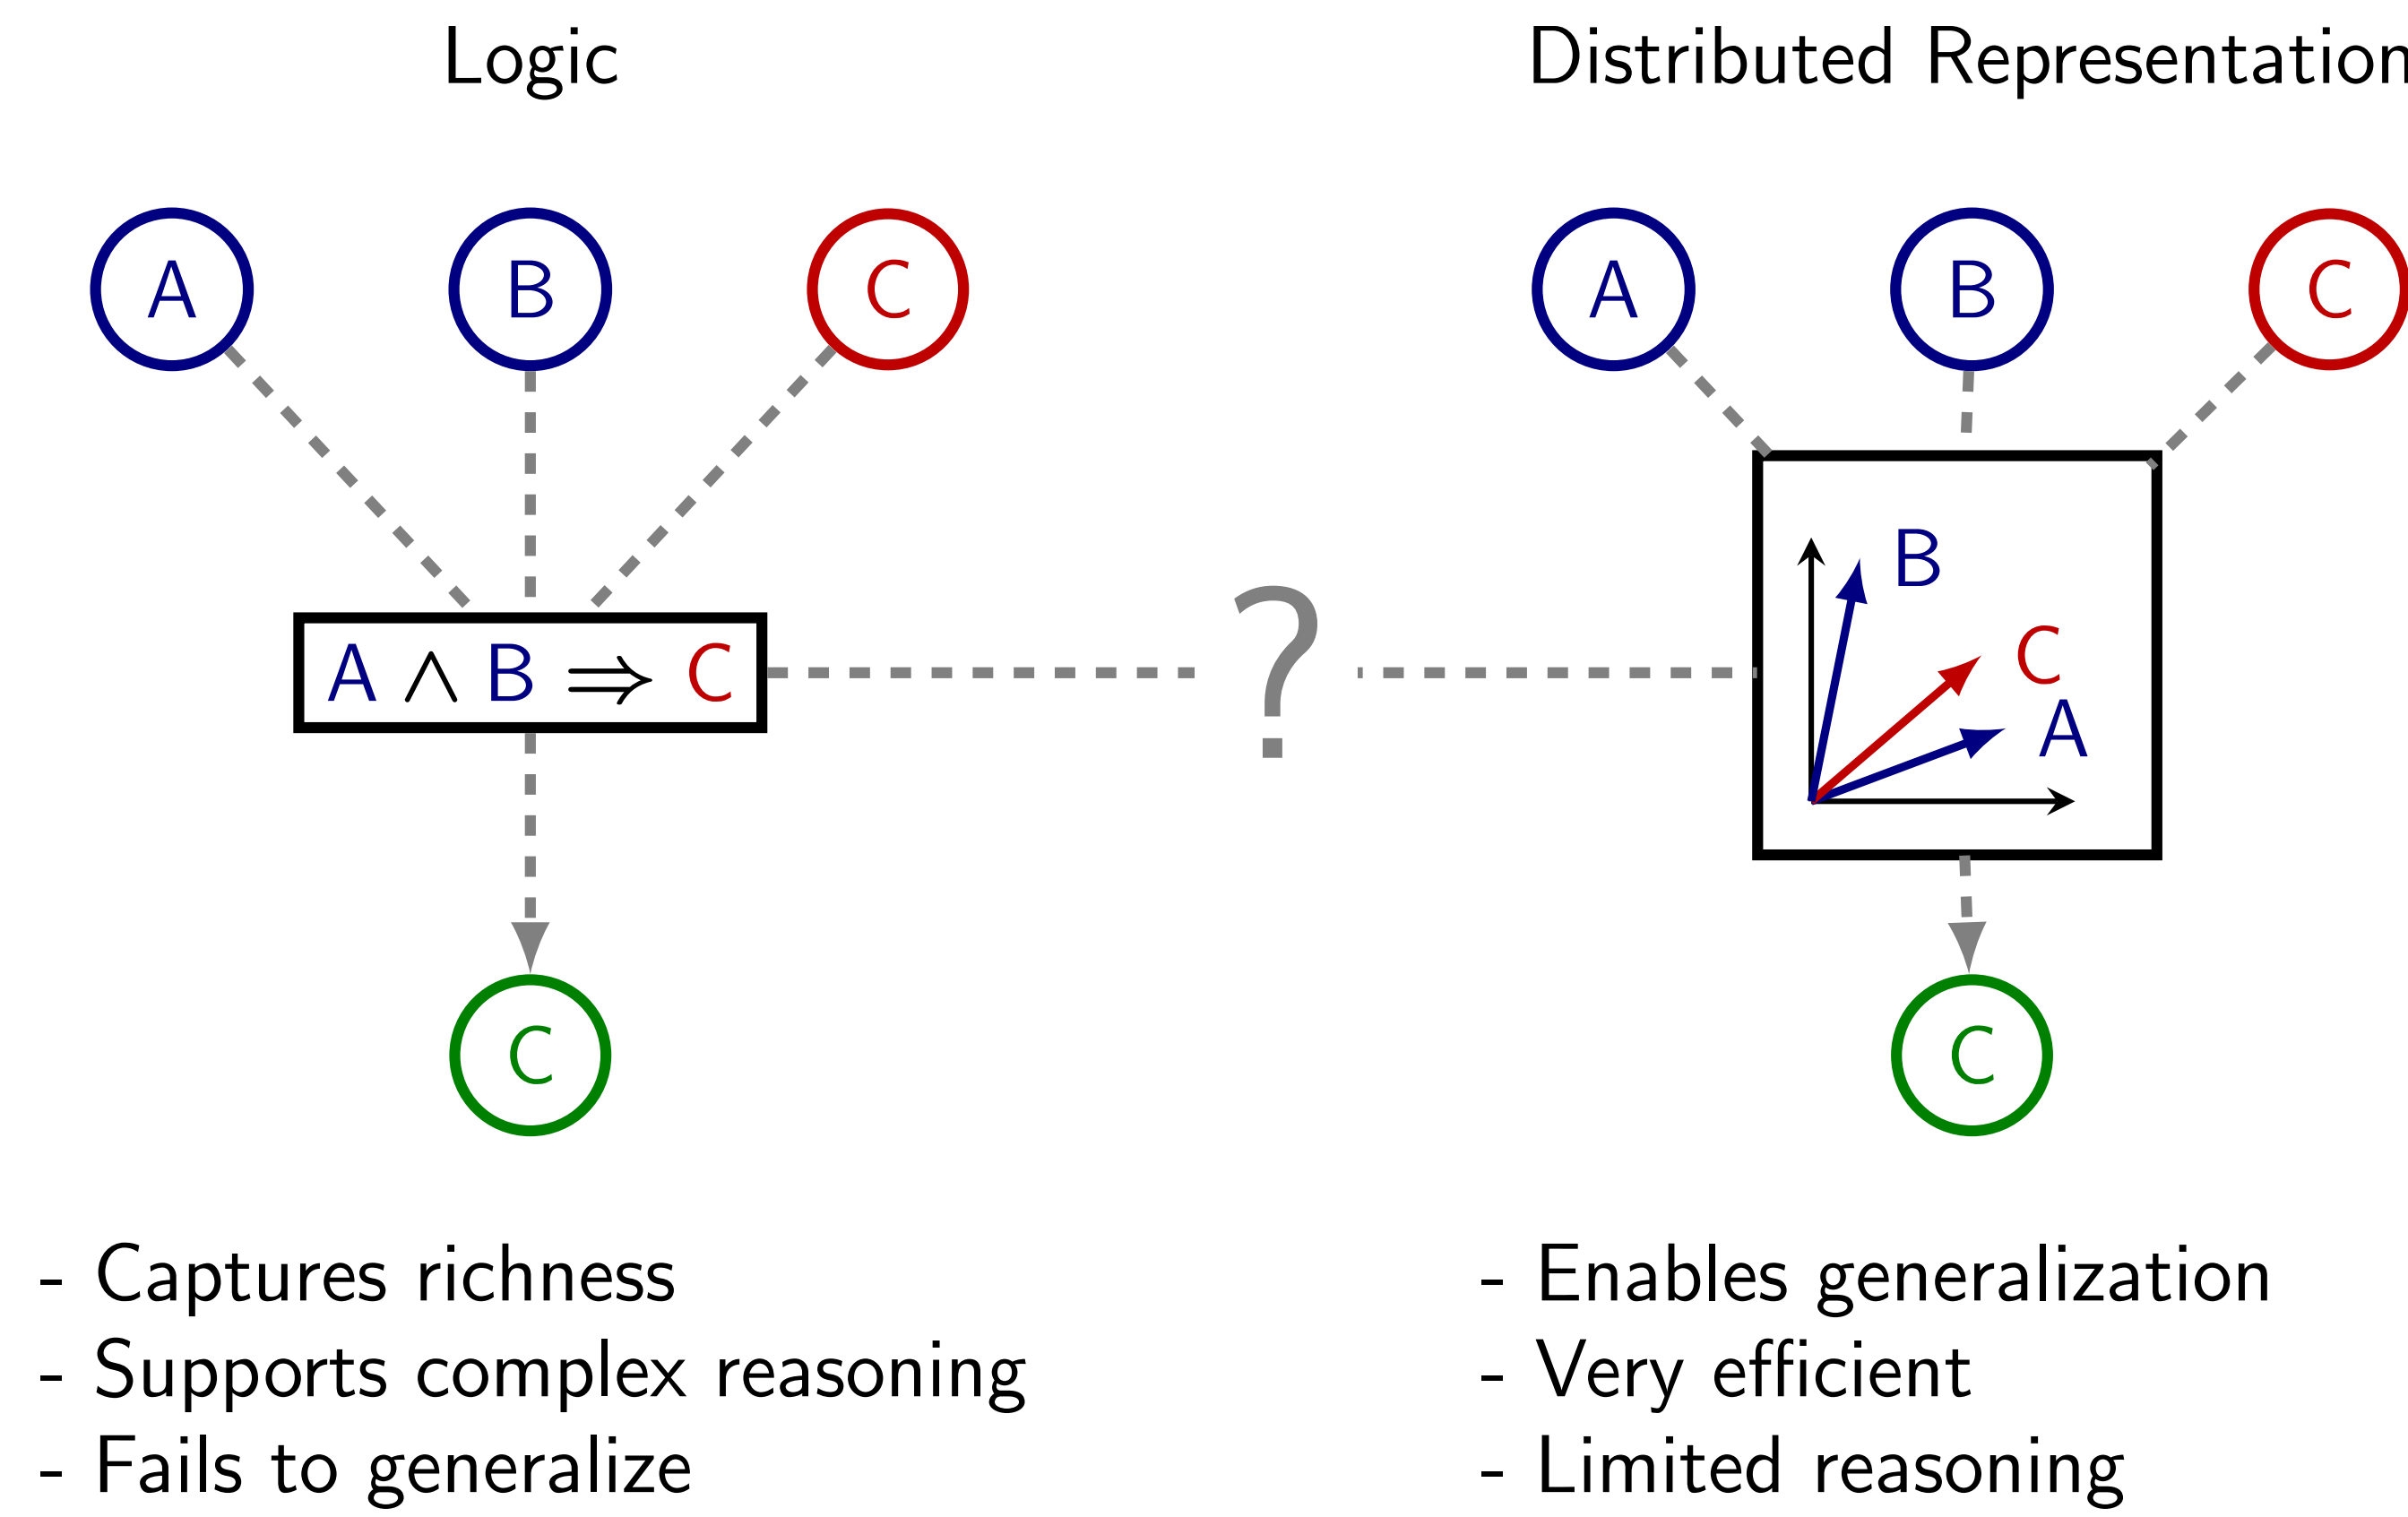 Logic
Distributed Representation
A B C
A B C
A ∧ B ⇒ C
?
B
C
A
C
C
- Captures richness
- Supports complex reasoning
- Fails to generalize
- Enables generalization
- Very efficient
- Limited reasoning